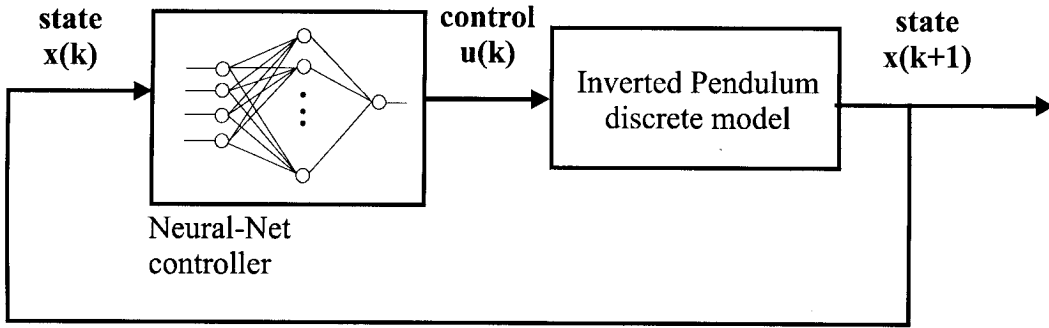 state
x(k)
control
u(k)
state
x(k+1)
Inverted Pendulum
discrete model
Neural-Net
controller